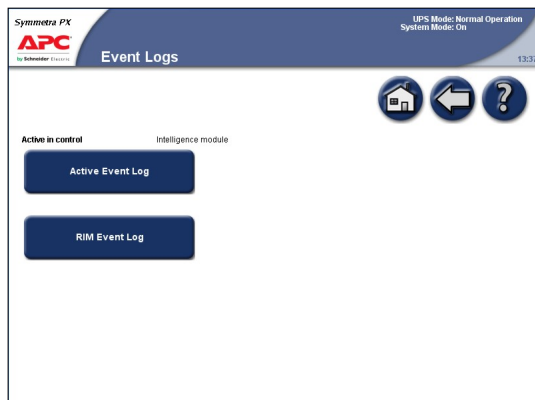 Symmetra PX
APC
by Schneider Electric
Event Logs
UPS Mode: Normal Operation
System Mode: On
13:37
?
Active in control Intelligence module
Active Event Log
RIM Event Log